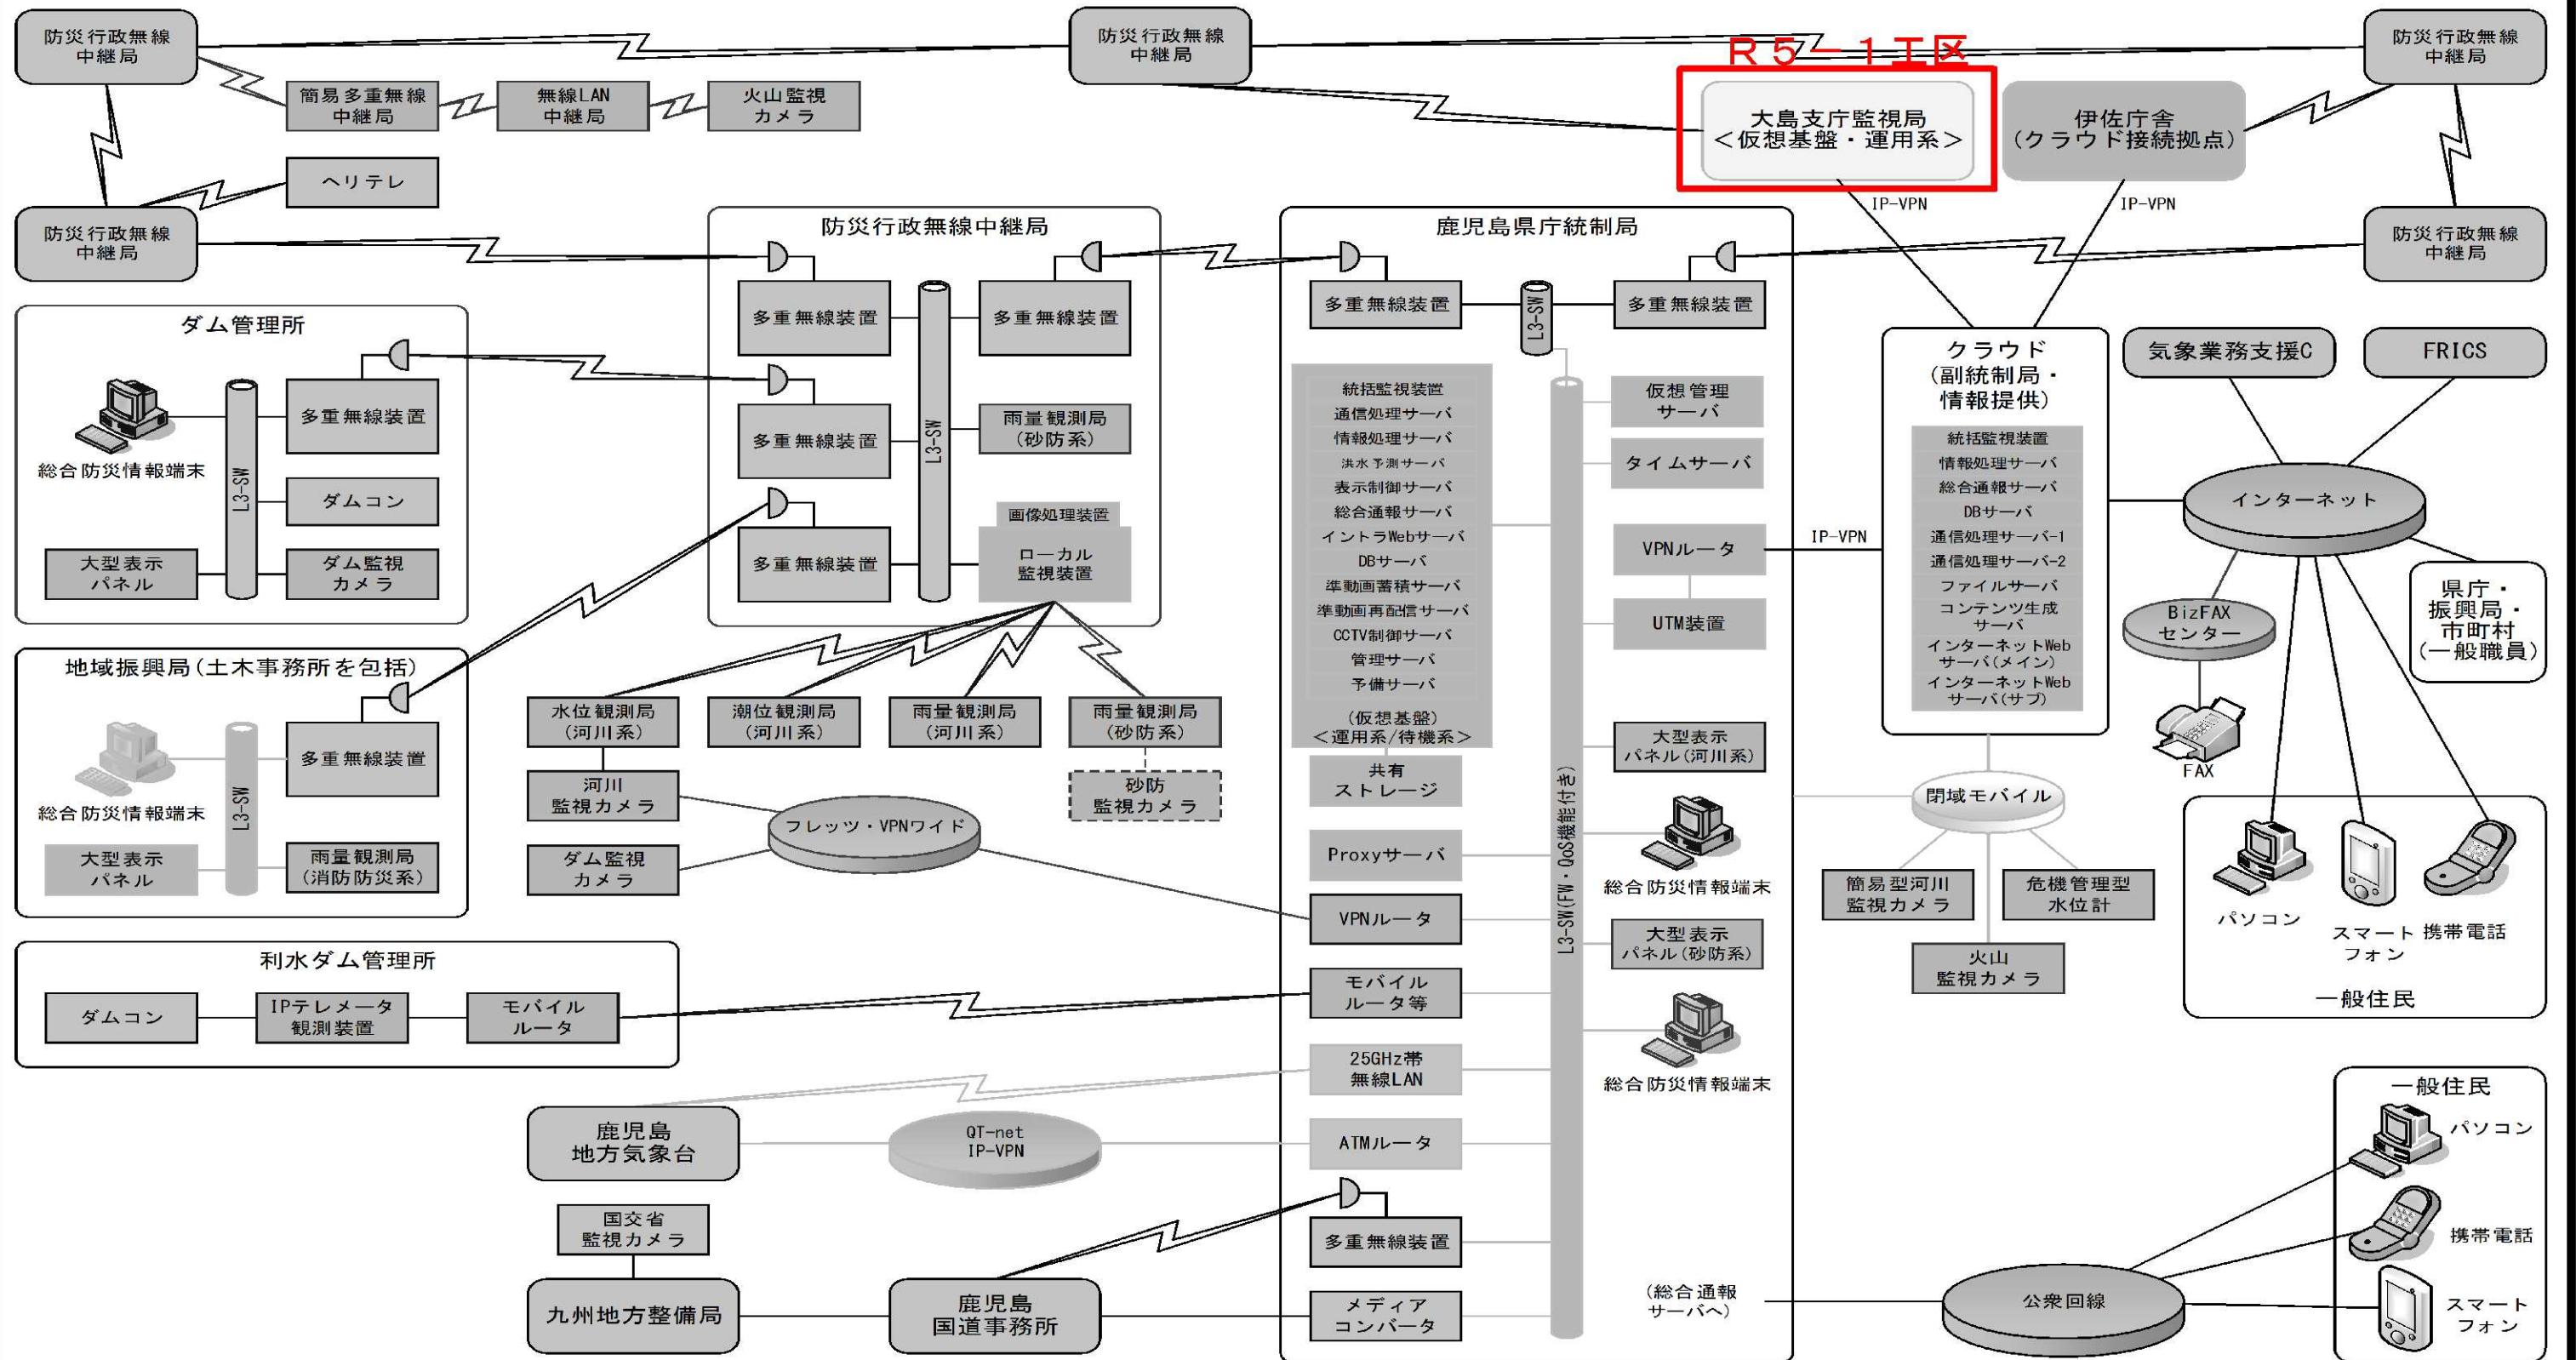 防災行政無線
中継局
防災行政無線
中継局
R5－1工区
防災行政無線
中継局
簡易多重無線
中継局
無線LAN
中継局
火山監視
カメラ
大島支庁監視局
＜仮想基盤・運用系＞
伊佐庁舎
(クラウド接続拠点)
ヘリテレ
IP-VPN
IP-VPN
防災行政無線
中継局
防災行政無線中継局
鹿児島県庁統制局
防災行政無線
中継局
多重無線装置
L3-SW
多重無線装置
多重無線装置
雨量観測局
(砂防系)
画像処理装置
ローカル
監視装置
多重無線装置
ダム管理所
総合防災情報端末
L3-SW
多重無線装置
ダムコン
大型表示
パネル
ダム監視
カメラ
地域振興局(土木事務所を包括)
総合防災情報端末
L3-SW
多重無線装置
大型表示
パネル
雨量観測局
(消防防災系)
水位観測局
(河川系)
潮位観測局
(河川系)
雨量観測局
(河川系)
雨量観測局
(砂防系)
河川
監視カメラ
砂防
監視カメラ
フレッツ・VPNワイド
ダム監視
カメラ
利水ダム管理所
ダムコン
IPテレメータ
観測装置
モバイル
ルータ
鹿児島
地方気象台
QT-net
IP-VPN
国交省
監視カメラ
九州地方整備局
鹿児島
国道事務所
多重無線装置
L3-SW
多重無線装置
統括監視装置
通信処理サーバ
情報処理サーバ
洪水予測サーバ
表示制御サーバ
総合通報サーバ
イントラWebサーバ
DBサーバ
準動画蓄積サーバ
準動画再配信サーバ
CCTV制御サーバ
管理サーバ
予備サーバ
(仮想基盤)
＜運用系/待機系＞
共有
ストレージ
Proxyサーバ
VPNルータ
モバイル
ルータ等
25GHz帯
無線LAN
ATMルータ
多重無線装置
メディア
コンバータ
L3-SW(FW・QoS機能付き)
仮想管理
サーバ
タイムサーバ
VPNルータ
UTM装置
大型表示
パネル(河川系)
総合防災情報端末
大型表示
パネル(砂防系)
総合防災情報端末
(総合通報
サーバへ)
IP-VPN
クラウド
(副統制局・
情報提供)
統括監視装置
情報処理サーバ
総合通報サーバ
DBサーバ
通信処理サーバ-1
通信処理サーバ-2
ファイルサーバ
コンテンツ生成
サーバ
インターネットWeb
サーバ(メイン)
インターネットWeb
サーバ(サブ)
閉域モバイル
簡易型河川
監視カメラ
危機管理型
水位計
火山
監視カメラ
気象業務支援C
FRICS
インターネット
BizFAX
センター
FAX
県庁・
振興局・
市町村
(一般職員)
パソコン
スマート
フォン
携帯電話
一般住民
公衆回線
一般住民
パソコン
携帯電話
スマート
フォン